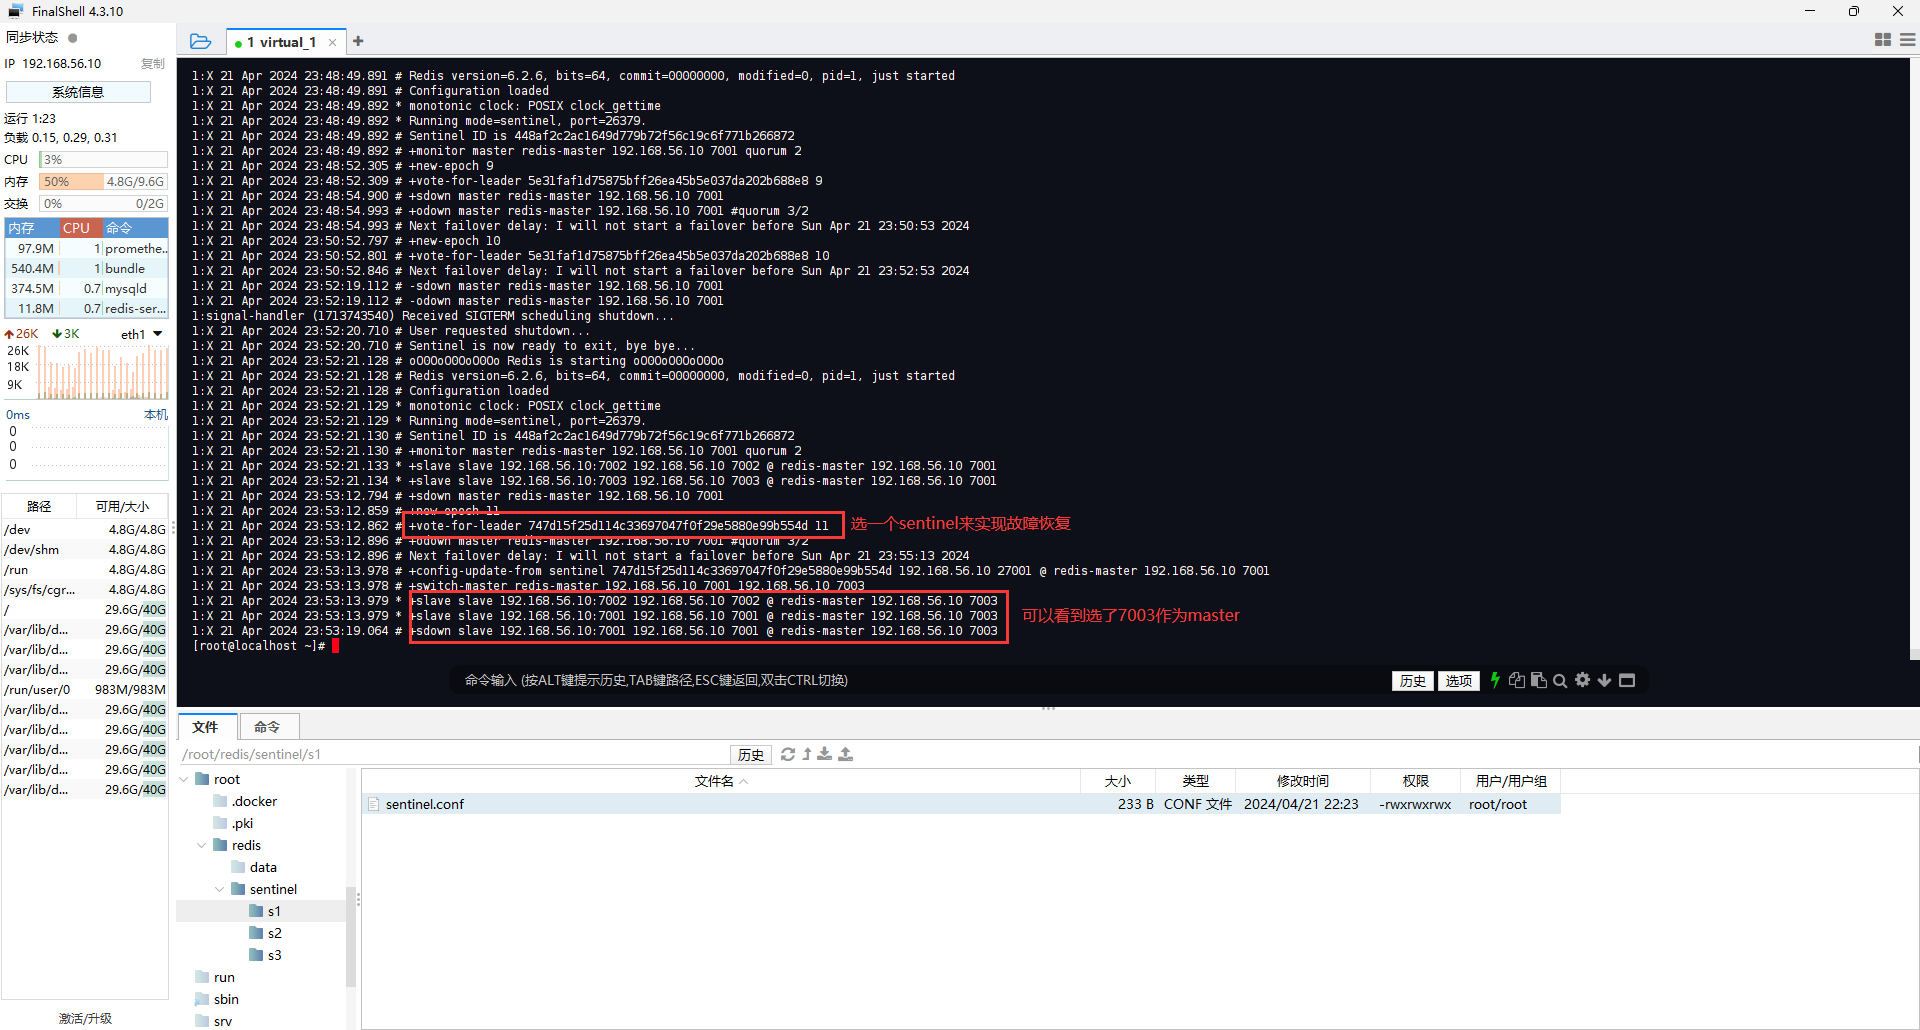 FinalShell 4.3.10
同步状态
IP 192.168.56.10 复制
系统信息
运行 1:23
负载 0.15, 0.29, 0.31
CPU 3%
内存 50% 4.8G/9.6G
交换 0% 0/2G
内存 CPU 命令
97.9M 1 promethe...
540.4M 1 bundle
374.5M 0.7 mysqld
11.8M 0.7 redis-ser...
26K 3K eth1
26K
18K
9K
0ms 本机
0
0
0
路径 可用/大小
/dev 4.8G/4.8G
/dev/shm 4.8G/4.8G
/run 4.8G/4.8G
/sys/fs/cgr... 4.8G/4.8G
/ 29.6G/40G
/var/lib/d... 29.6G/40G
/var/lib/d... 29.6G/40G
/var/lib/d... 29.6G/40G
/run/user/0 983M/983M
/var/lib/d... 29.6G/40G
/var/lib/d... 29.6G/40G
/var/lib/d... 29.6G/40G
/var/lib/d... 29.6G/40G
/var/lib/d... 29.6G/40G
激活/升级
1 virtual_1
1:X 21 Apr 2024 23:48:49.891 # Redis version=6.2.6, bits=64, commit=00000000, modified=0, pid=1, just started
1:X 21 Apr 2024 23:48:49.891 # Configuration loaded
1:X 21 Apr 2024 23:48:49.892 * monotonic clock: POSIX clock_gettime
1:X 21 Apr 2024 23:48:49.892 * Running mode=sentinel, port=26379.
1:X 21 Apr 2024 23:48:49.892 # Sentinel ID is 448af2c2ac1649d779b72f56c19c6f771b266872
1:X 21 Apr 2024 23:48:49.892 # +monitor master redis-master 192.168.56.10 7001 quorum 2
1:X 21 Apr 2024 23:48:52.305 # +new-epoch 9
1:X 21 Apr 2024 23:48:52.309 # +vote-for-leader 5e31faf1d75875bff26ea45b5e037da202b688e8 9
1:X 21 Apr 2024 23:48:54.900 # +sdown master redis-master 192.168.56.10 7001
1:X 21 Apr 2024 23:48:54.993 # +odown master redis-master 192.168.56.10 7001 #quorum 3/2
1:X 21 Apr 2024 23:48:54.993 # Next failover delay: I will not start a failover before Sun Apr 21 23:50:53 2024
1:X 21 Apr 2024 23:50:52.797 # +new-epoch 10
1:X 21 Apr 2024 23:50:52.801 # +vote-for-leader 5e31faf1d75875bff26ea45b5e037da202b688e8 10
1:X 21 Apr 2024 23:50:52.846 # Next failover delay: I will not start a failover before Sun Apr 21 23:52:53 2024
1:X 21 Apr 2024 23:52:19.112 # -sdown master redis-master 192.168.56.10 7001
1:X 21 Apr 2024 23:52:19.112 # -odown master redis-master 192.168.56.10 7001
1:signal-handler (1713743540) Received SIGTERM scheduling shutdown...
1:X 21 Apr 2024 23:52:20.710 # User requested shutdown...
1:X 21 Apr 2024 23:52:20.710 # Sentinel is now ready to exit, bye bye...
1:X 21 Apr 2024 23:52:21.128 # oO0OoO0OoO0Oo Redis is starting oO0OoO0OoO0Oo
1:X 21 Apr 2024 23:52:21.128 # Redis version=6.2.6, bits=64, commit=00000000, modified=0, pid=1, just started
1:X 21 Apr 2024 23:52:21.128 # Configuration loaded
1:X 21 Apr 2024 23:52:21.129 * monotonic clock: POSIX clock_gettime
1:X 21 Apr 2024 23:52:21.129 * Running mode=sentinel, port=26379.
1:X 21 Apr 2024 23:52:21.130 # Sentinel ID is 448af2c2ac1649d779b72f56c19c6f771b266872
1:X 21 Apr 2024 23:52:21.130 # +monitor master redis-master 192.168.56.10 7001 quorum 2
1:X 21 Apr 2024 23:52:21.133 * +slave slave 192.168.56.10:7002 192.168.56.10 7002 @ redis-master 192.168.56.10 7001
1:X 21 Apr 2024 23:52:21.134 * +slave slave 192.168.56.10:7003 192.168.56.10 7003 @ redis-master 192.168.56.10 7001
1:X 21 Apr 2024 23:53:12.794 # +sdown master redis-master 192.168.56.10 7001
1:X 21 Apr 2024 23:53:12.859 # +new-epoch 11
1:X 21 Apr 2024 23:53:12.862 # +vote-for-leader 747d15f25d114c33697047f0f29e5880e99b554d 11 选一个sentinel来实现故障恢复
1:X 21 Apr 2024 23:53:12.896 # +odown master redis-master 192.168.56.10 7001 #quorum 3/2
1:X 21 Apr 2024 23:53:12.896 # Next failover delay: I will not start a failover before Sun Apr 21 23:55:13 2024
1:X 21 Apr 2024 23:53:13.978 # +config-update-from sentinel 747d15f25d114c33697047f0f29e5880e99b554d 192.168.56.10 27001 @ redis-master 192.168.56.10 7001
1:X 21 Apr 2024 23:53:13.978 # +switch-master redis-master 192.168.56.10 7001 192.168.56.10 7003
1:X 21 Apr 2024 23:53:13.979 * +slave slave 192.168.56.10:7002 192.168.56.10 7002 @ redis-master 192.168.56.10 7003
1:X 21 Apr 2024 23:53:13.979 * +slave slave 192.168.56.10:7001 192.168.56.10 7001 @ redis-master 192.168.56.10 7003 可以看到选了7003作为master
1:X 21 Apr 2024 23:53:19.064 # +sdown slave 192.168.56.10:7001 192.168.56.10 7001 @ redis-master 192.168.56.10 7003
[root@localhost ~]#
命令输入 (按ALT键提示历史,TAB键路径,ESC键返回,双击CTRL切换) 历史 选项
文件 命令
/root/redis/sentinel/s1 历史
root
.docker
.pki
redis
data
sentinel
s1
s2
s3
run
sbin
srv
文件名 大小 类型 修改时间 权限 用户/用户组
sentinel.conf 233 B CONF 文件 2024/04/21 22:23 -rwxrwxrwx root/root